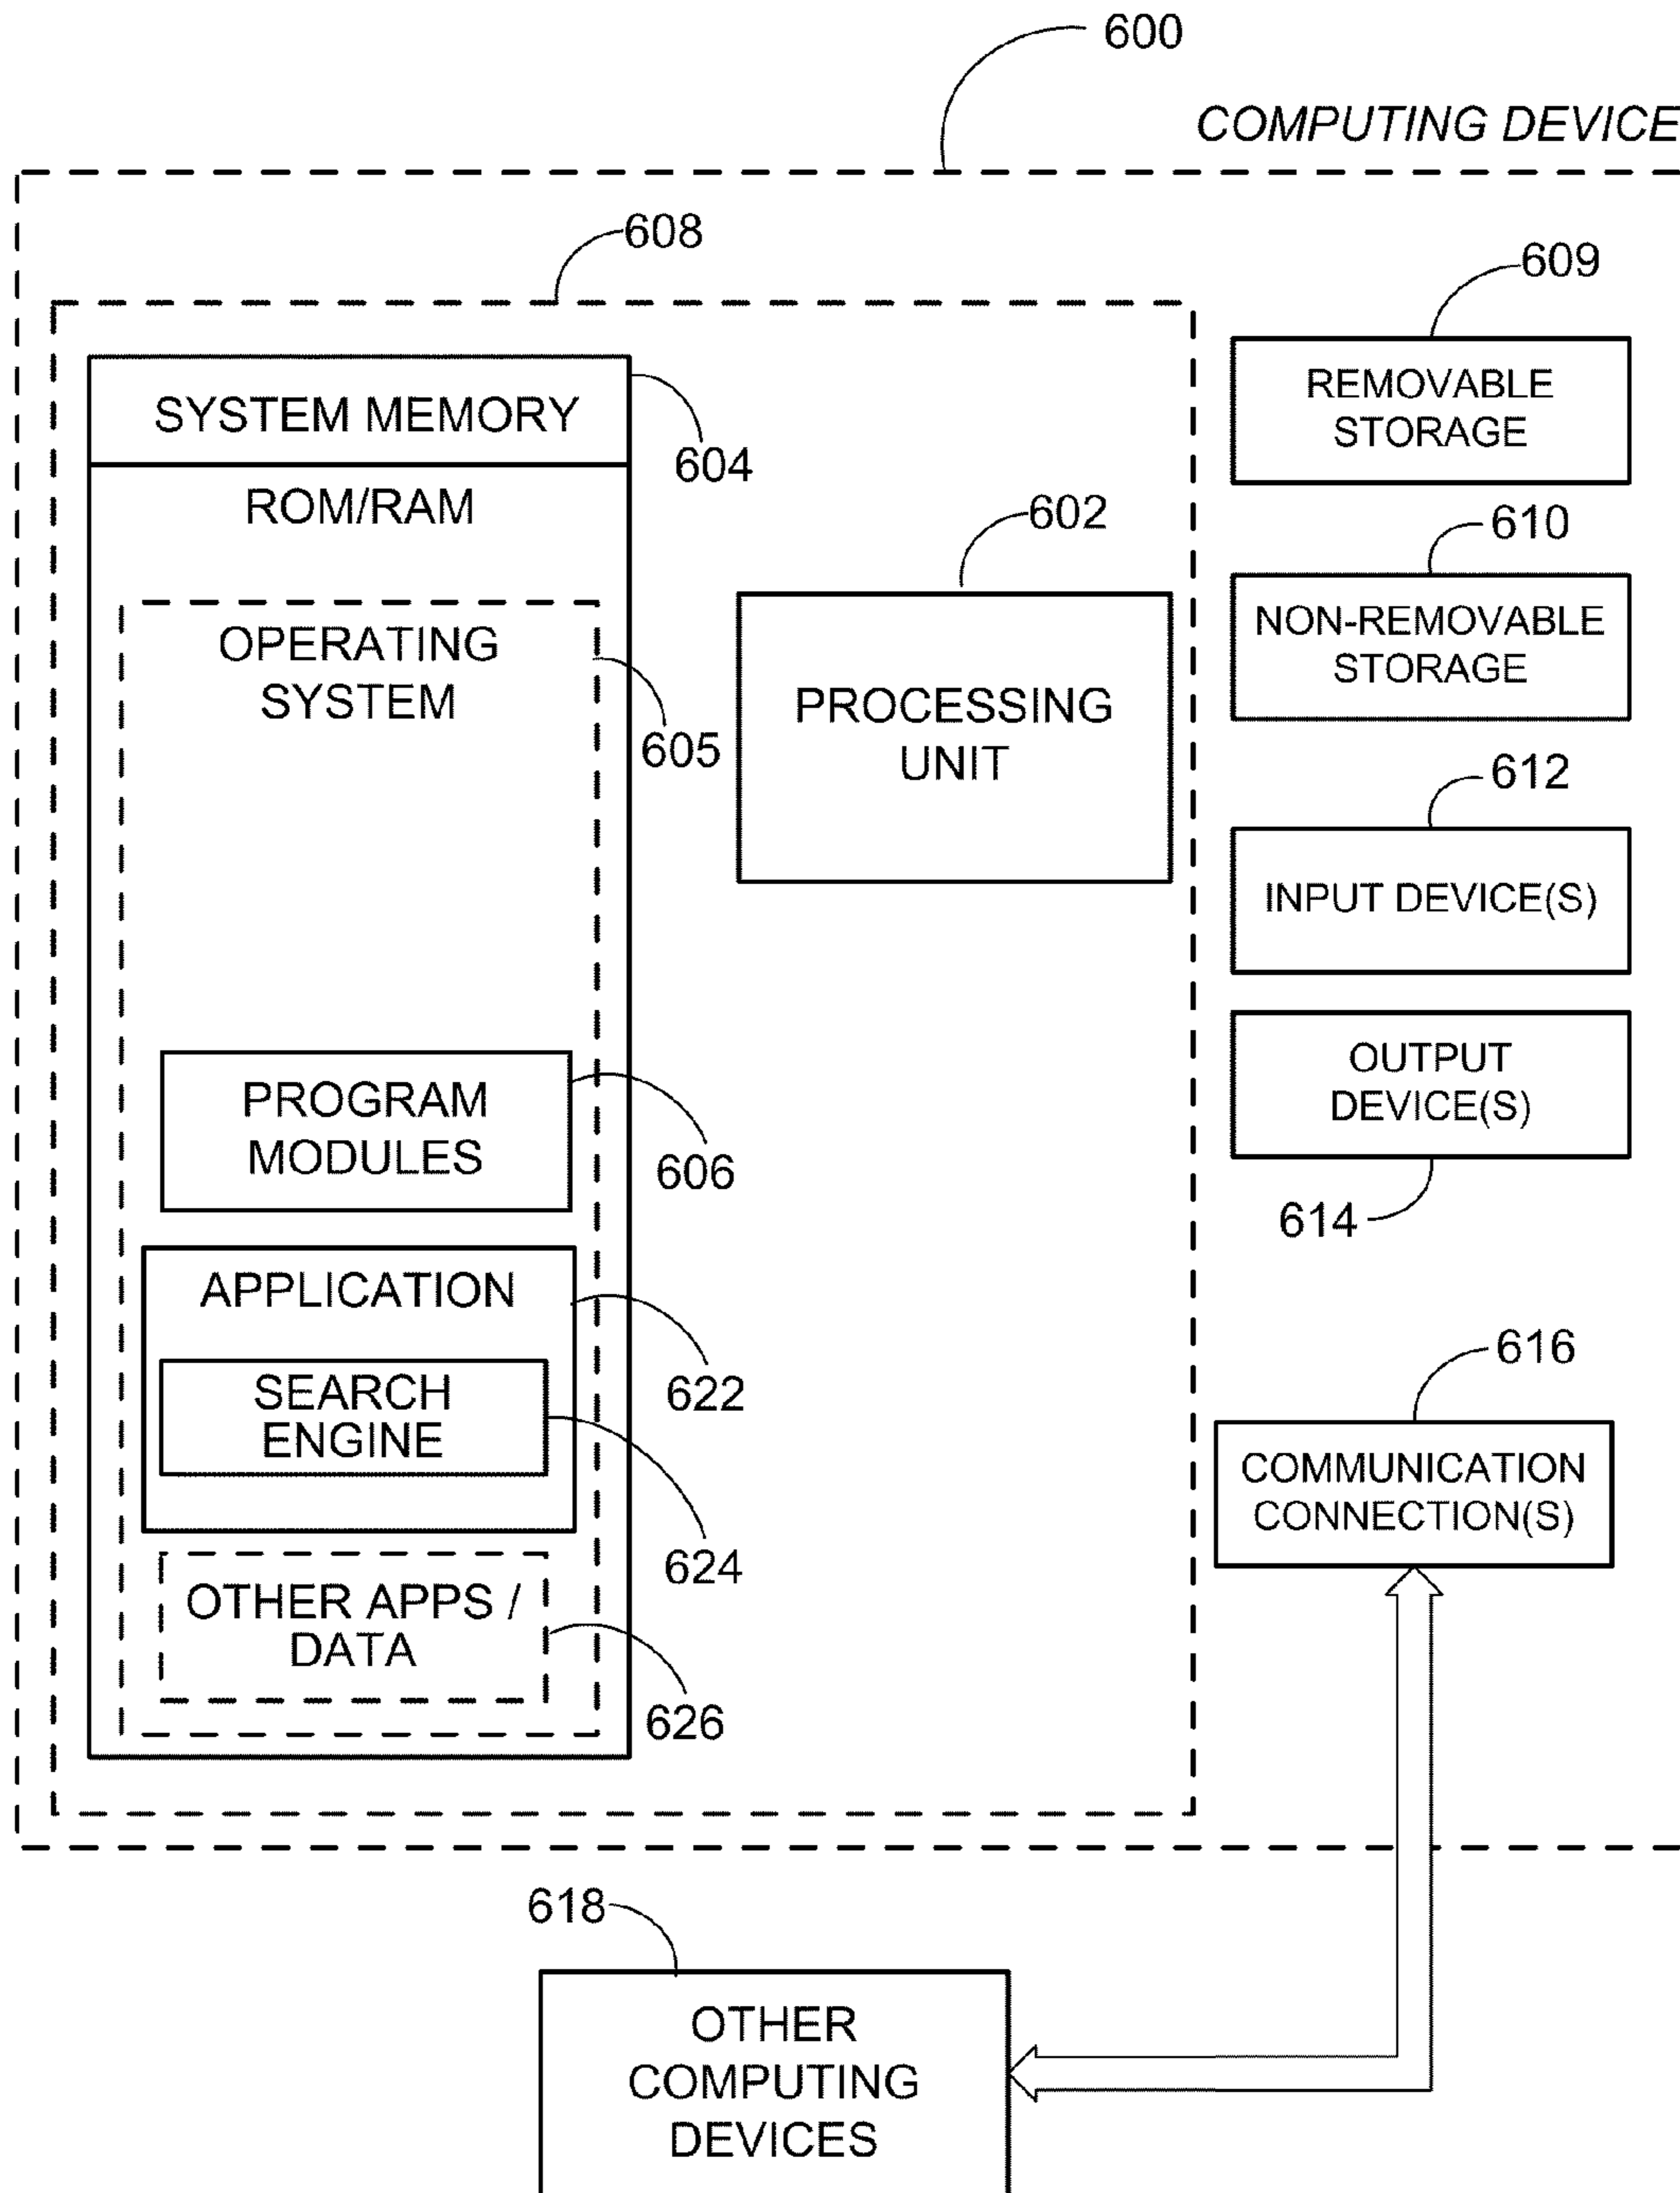 600
COMPUTING DEVICE
608
609
SYSTEM MEMORY
604
ROM/RAM
OPERATING
SYSTEM
605
602
PROCESSING
UNIT
PROGRAM
MODULES
606
APPLICATION
622
SEARCH
ENGINE
624
OTHER APPS /
DATA
626
REMOVABLE
STORAGE
610
NON-REMOVABLE
STORAGE
612
INPUT DEVICE(S)
OUTPUT
DEVICE(S)
614
616
COMMUNICATION
CONNECTION(S)
618
OTHER
COMPUTING
DEVICES